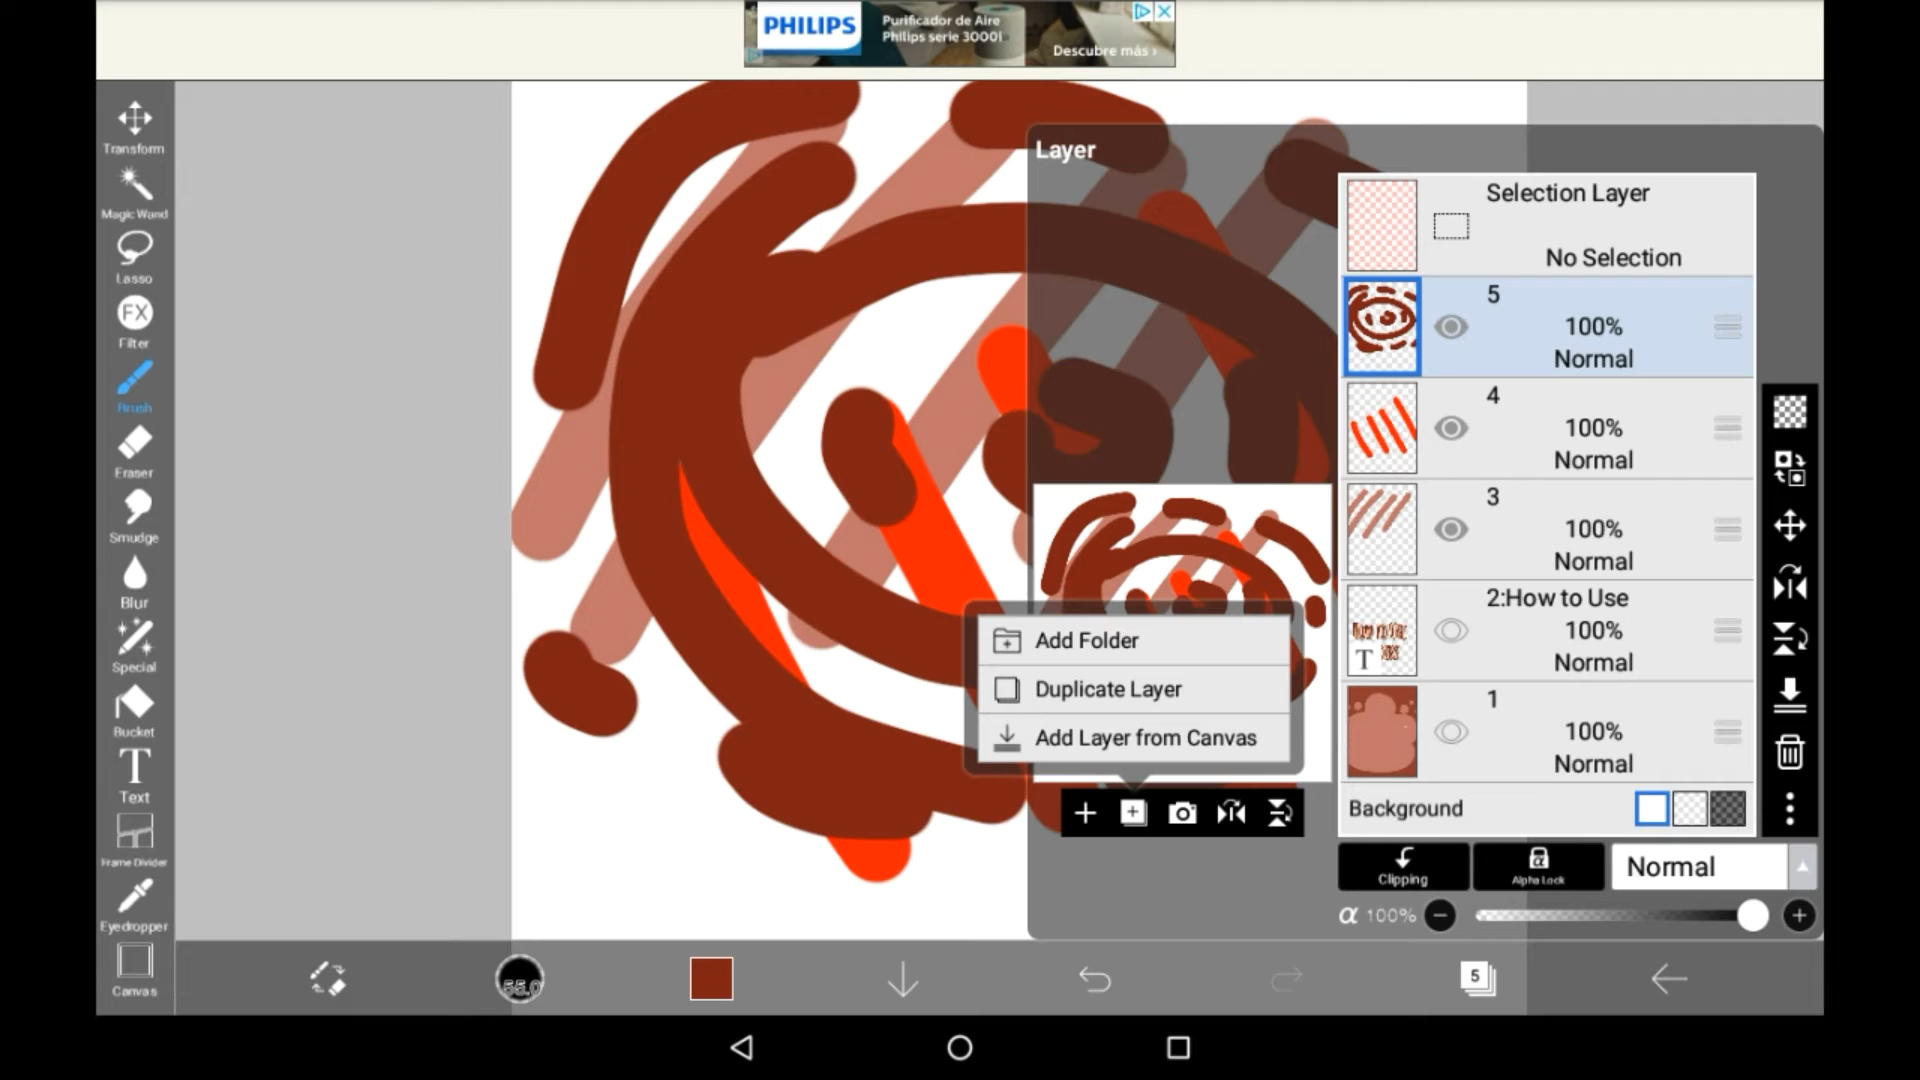 PHILIPS
Purificador de Aire
Philips serie 3000i
Descubre más ›
Transform
Magic Wand
Lasso
FX
Filter
Brush
Eraser
Smudge
Blur
Special
Bucket
T
Text
Frame Divider
Eyedropper
Canvas
Layer
Selection Layer
No Selection
5
100%
Normal
4
100%
Normal
3
100%
Normal
2:How to Use
100%
Normal
T
1
100%
Normal
Background
Add Folder
Duplicate Layer
Add Layer from Canvas
Clipping
α
Alpha Lock
Normal
α 100%
55.0
5